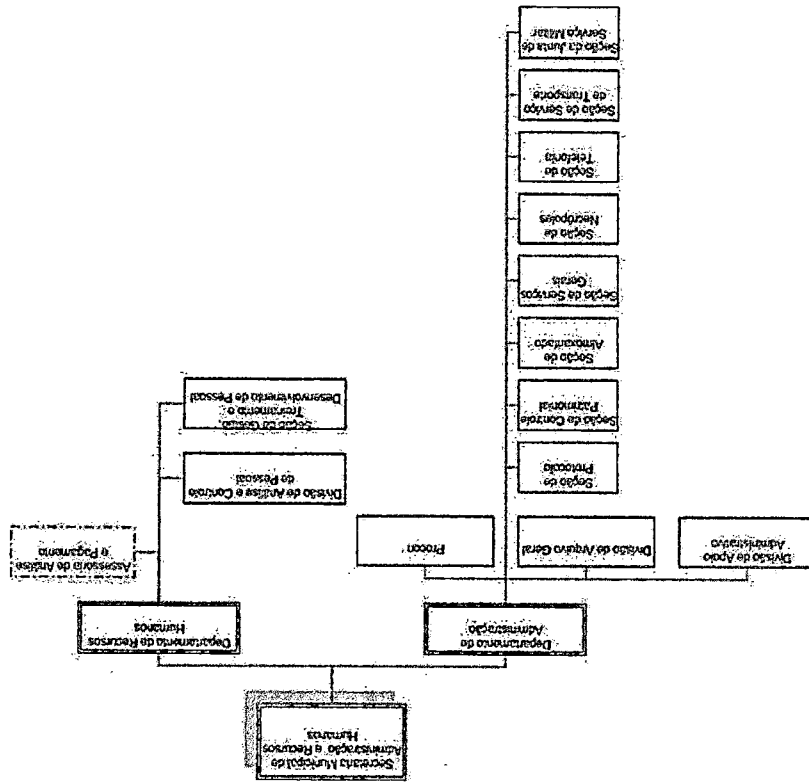 Secretaria Municipal de
Administração e Recursos
Humanos
Departamento de
Administração
Departamento de Recursos
Humanos
Divisão de Apoio
Administrativo
Divisão de Arquivo Geral
Procon
Assessoria de Análise
e Pagamento
Seção de
Protocolo
Seção de Controle
Patrimonial
Seção de
Almoxarifado
Seção de Serviços
Gerais
Seção de
Necrópoles
Seção de
Telefonia
Seção de Serviço
de Transporte
Seção da Junta de
Serviço Militar
Divisão de Análise e Controle
de Pessoal
Seção de Gestão,
Treinamento e
Desenvolvimento de Pessoal